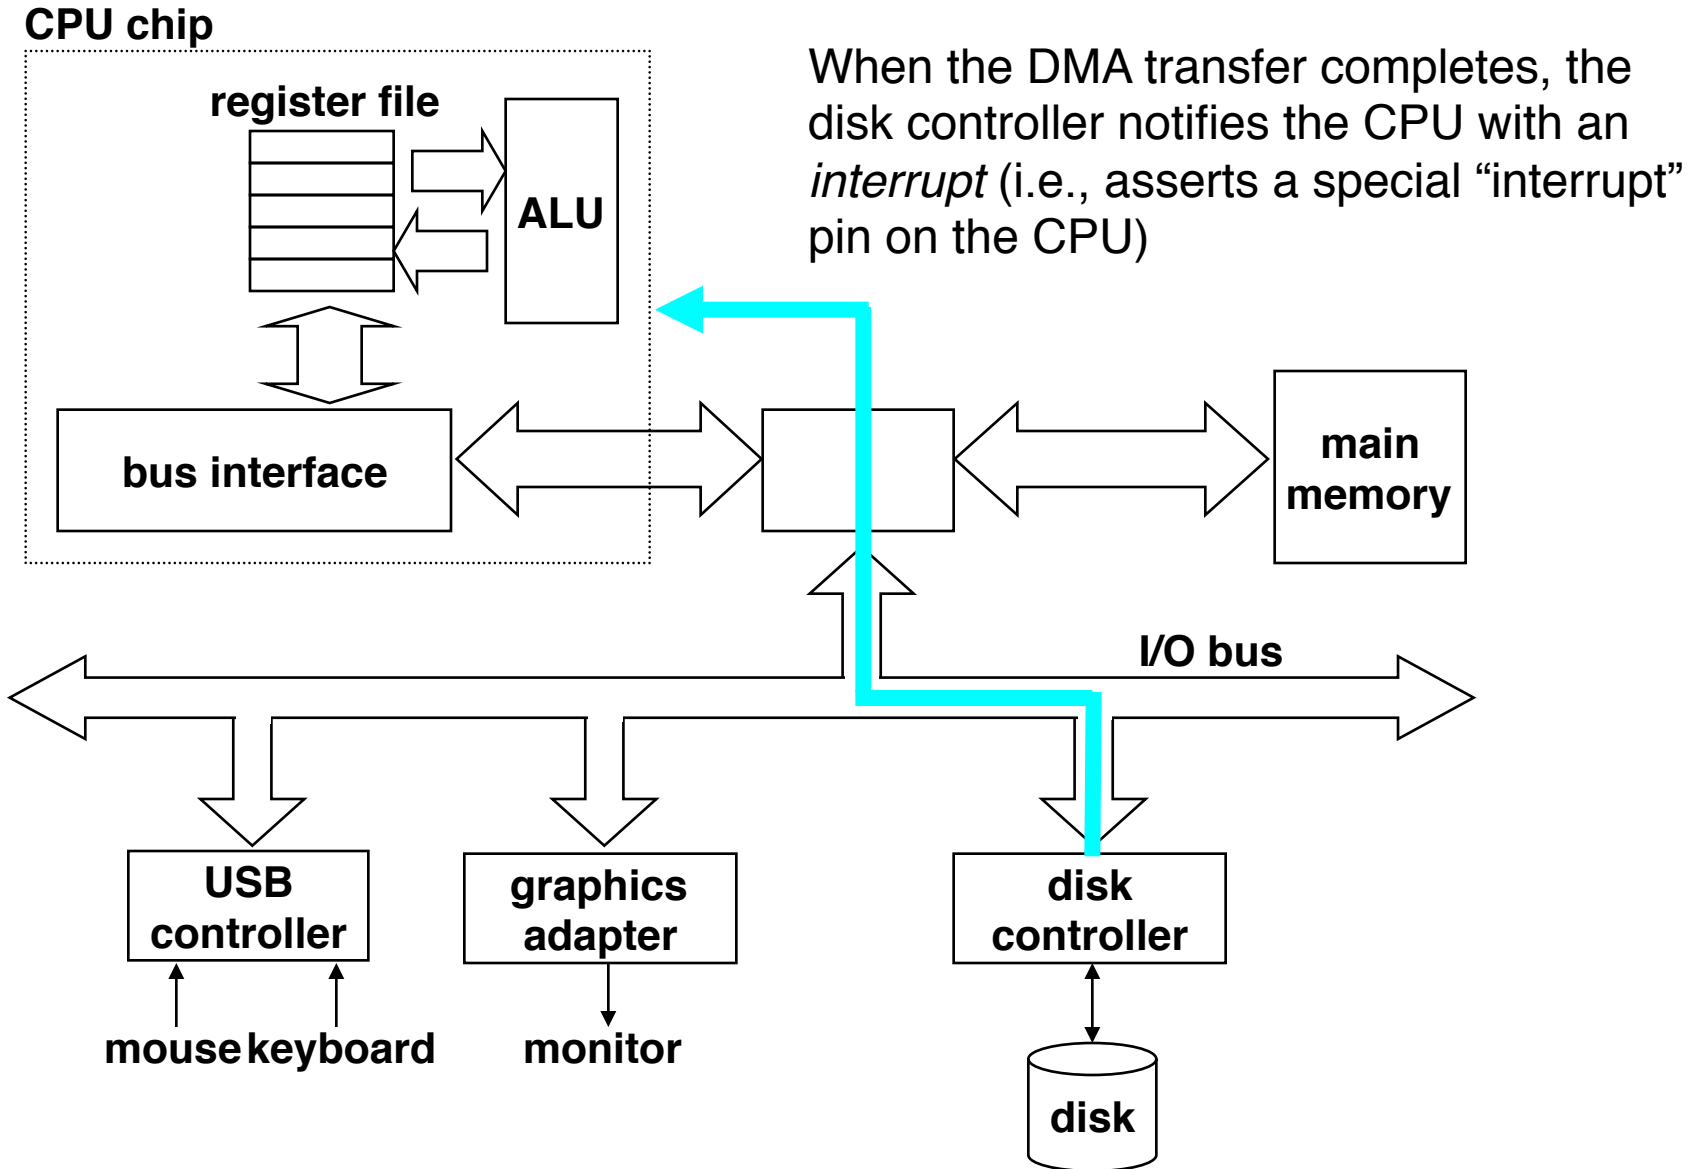 CPU chip
When the DMA transfer completes, the
disk controller notifies the CPU with an
interrupt (i.e., asserts a special “interrupt”
pin on the CPU)
register file
ALU
bus interface
main
memory
I/O bus
USB
controller
graphics
adapter
disk
controller
mouse keyboard
monitor
disk